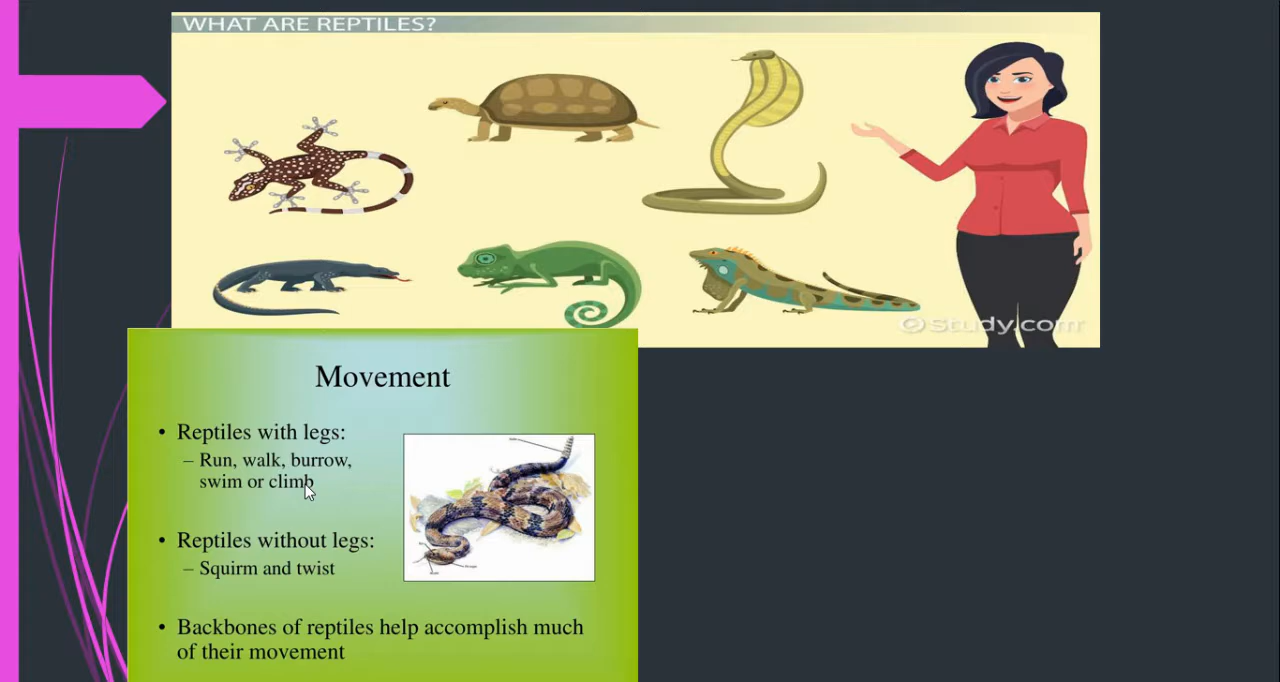 WHAT ARE REPTILES?
Study.com
Movement
• Reptiles with legs:
– Run, walk, burrow,
swim or climb
• Reptiles without legs:
– Squirm and twist
• Backbones of reptiles help accomplish much
of their movement